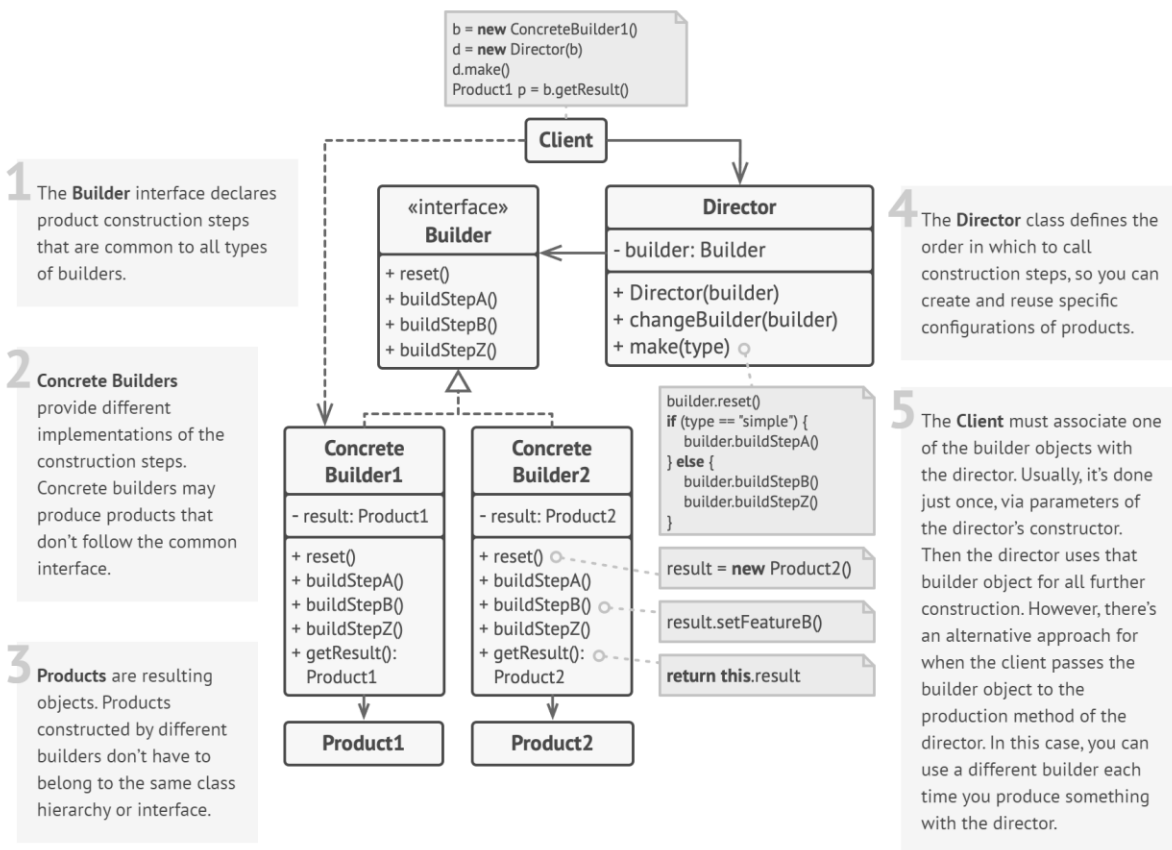 b = new ConcreteBuilder1()
d = new Director(b)
d.make()
Product1 p = b.getResult()
Client
1
The Builder interface declares
product construction steps
that are common to all types
of builders.
«interface»
Builder
+ reset()
+ buildStepA()
+ buildStepB()
+ buildStepZ()
Director
- builder: Builder
+ Director(builder)
+ changeBuilder(builder)
+ make(type)
4
The Director class defines the
order in which to call
construction steps, so you can
create and reuse specific
configurations of products.
2
Concrete Builders
provide different
implementations of the
construction steps.
Concrete builders may
produce products that
don’t follow the common
interface.
builder.reset()
if (type == "simple") {
builder.buildStepA()
} else {
builder.buildStepB()
builder.buildStepZ()
}
Concrete
Builder1
- result: Product1
+ reset()
+ buildStepA()
+ buildStepB()
+ buildStepZ()
+ getResult():
Product1
Concrete
Builder2
- result: Product2
+ reset()
+ buildStepA()
+ buildStepB()
+ buildStepZ()
+ getResult():
Product2
result = new Product2()
result.setFeatureB()
return this.result
5
The Client must associate one
of the builder objects with
the director. Usually, it’s done
just once, via parameters of
the director’s constructor.
Then the director uses that
builder object for all further
construction. However, there’s
an alternative approach for
when the client passes the
builder object to the
production method of the
director. In this case, you can
use a different builder each
time you produce something
with the director.
3
Products are resulting
objects. Products
constructed by different
builders don’t have to
belong to the same class
hierarchy or interface.
Product1
Product2